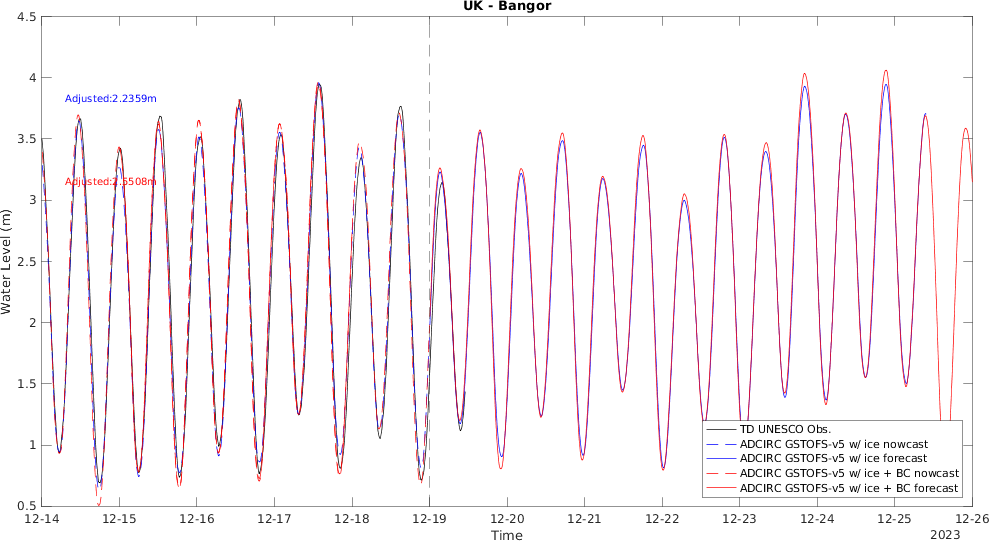 UK - Bangor
4.5
4
3.5
3
2.5
2
1.5
1
0.5
Water Level (m)
Adjusted:2.2359m
Adjusted:2.6508m
TD UNESCO Obs.
ADCIRC GSTOFS-v5 w/ ice nowcast
ADCIRC GSTOFS-v5 w/ ice forecast
ADCIRC GSTOFS-v5 w/ ice + BC nowcast
ADCIRC GSTOFS-v5 w/ ice + BC forecast
12-14 12-15 12-16 12-17 12-18 12-19 12-20 12-21 12-22 12-23 12-24 12-25 12-26
Time
2023